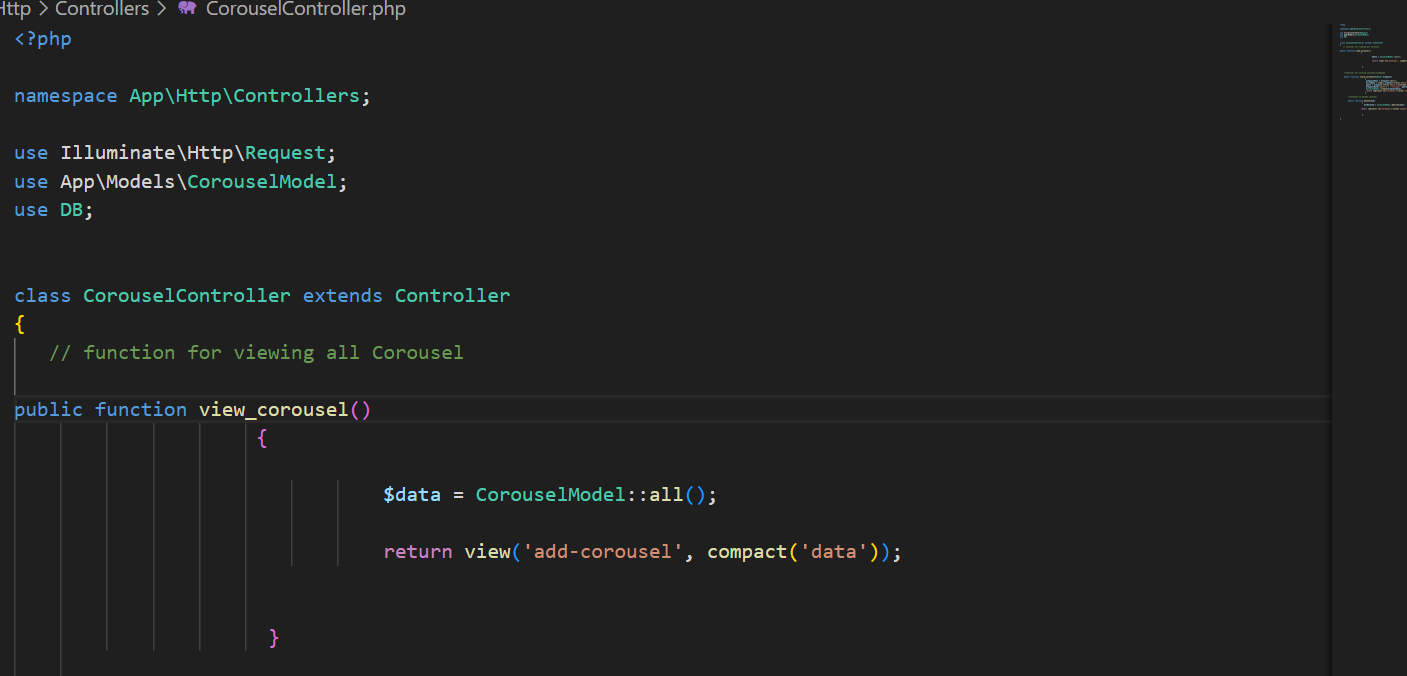 Http > Controllers > CorouselController.php
<?php
namespace App\Http\Controllers;
use Illuminate\Http\Request;
use App\Models\CorouselModel;
use DB;
class CorouselController extends Controller
{
// function for viewing all Corousel
public function view_corousel()
{
$data = CorouselModel::all();
return view('add-corousel', compact('data'));
}